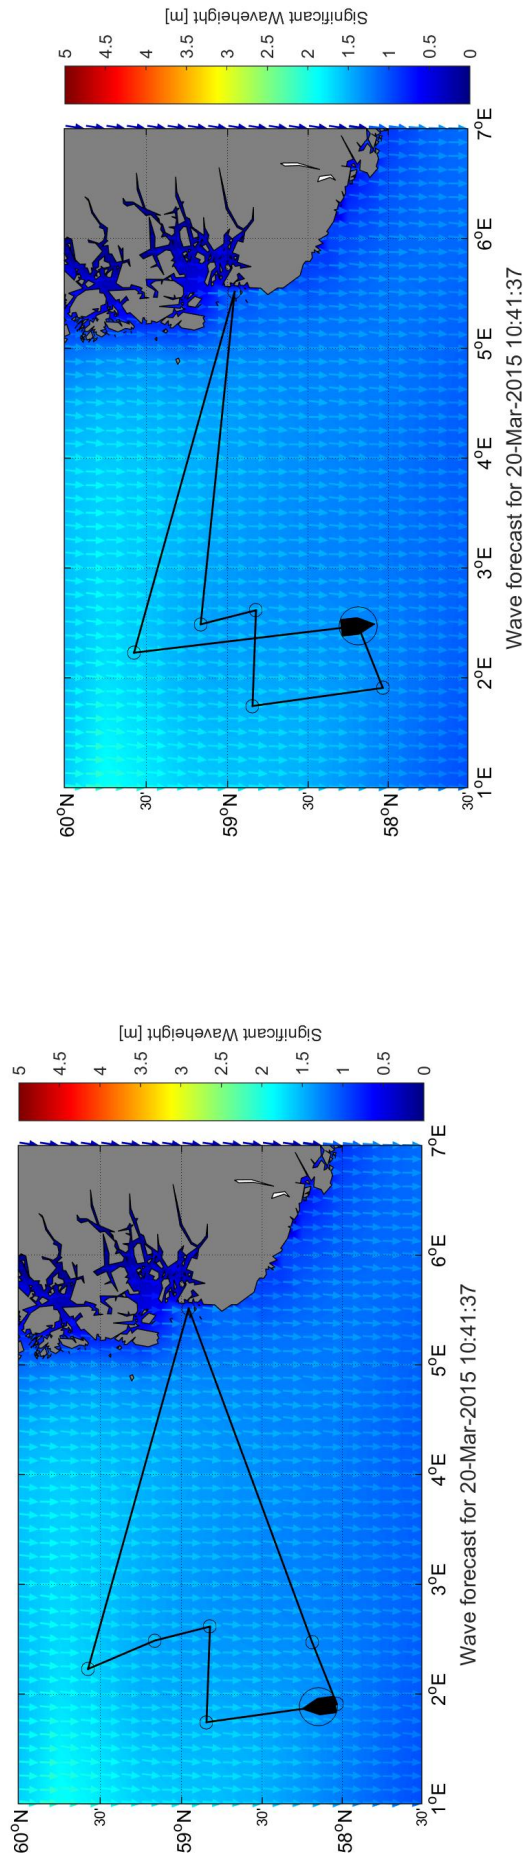 5
4.5
4
3.5
3
2.5
2
1.5
1
0.5
0
Significant Waveheight [m]
60°N
30'
59°N
30'
58°N
30'
1°E
2°E
3°E
4°E
5°E
6°E
7°E
Wave forecast for 20-Mar-2015 10:41:37
5
4.5
4
3.5
3
2.5
2
1.5
1
0.5
0
Significant Waveheight [m]
60°N
30'
59°N
30'
58°N
30'
1°E
2°E
3°E
4°E
5°E
6°E
7°E
Wave forecast for 20-Mar-2015 10:41:37